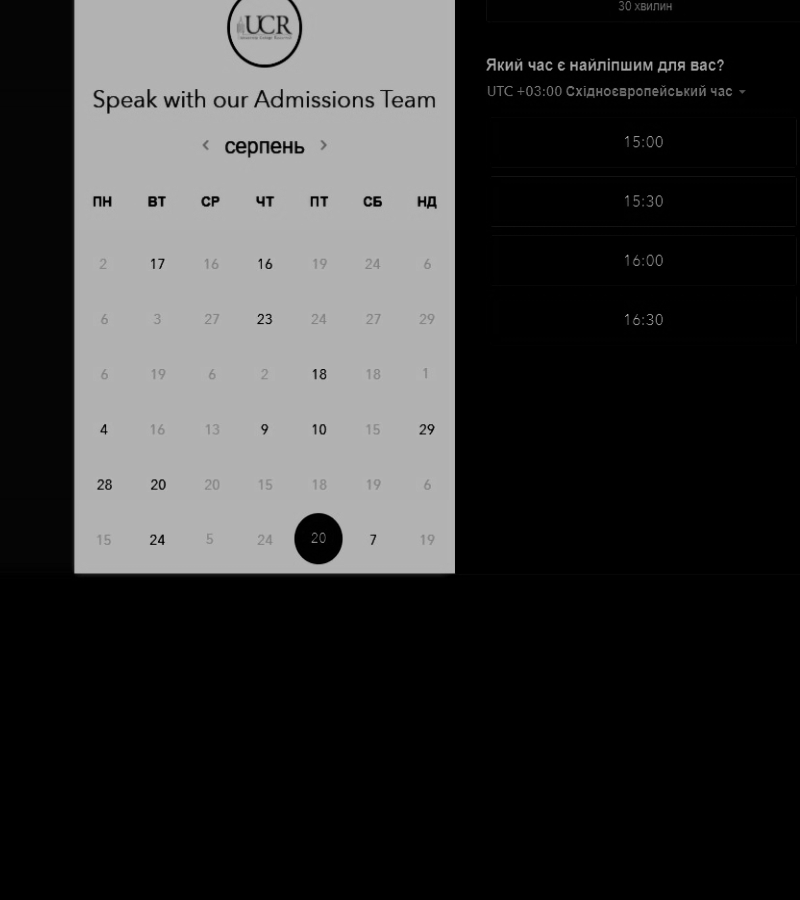 UCR
Speak with our Admissions Team
серпень
ПН ВТ СР ЧТ ПТ СБ НД
2 17 16 16 19 24 6
6 3 27 23 24 27 29
6 19 6 2 18 18 1
4 16 13 9 10 15 29
28 20 20 15 18 19 6
15 24 5 24 20 7 19
30 хвилин
Який час є найліпшим для вас?
UTC +03:00 Східноєвропейський час
15:00
15:30
16:00
16:30